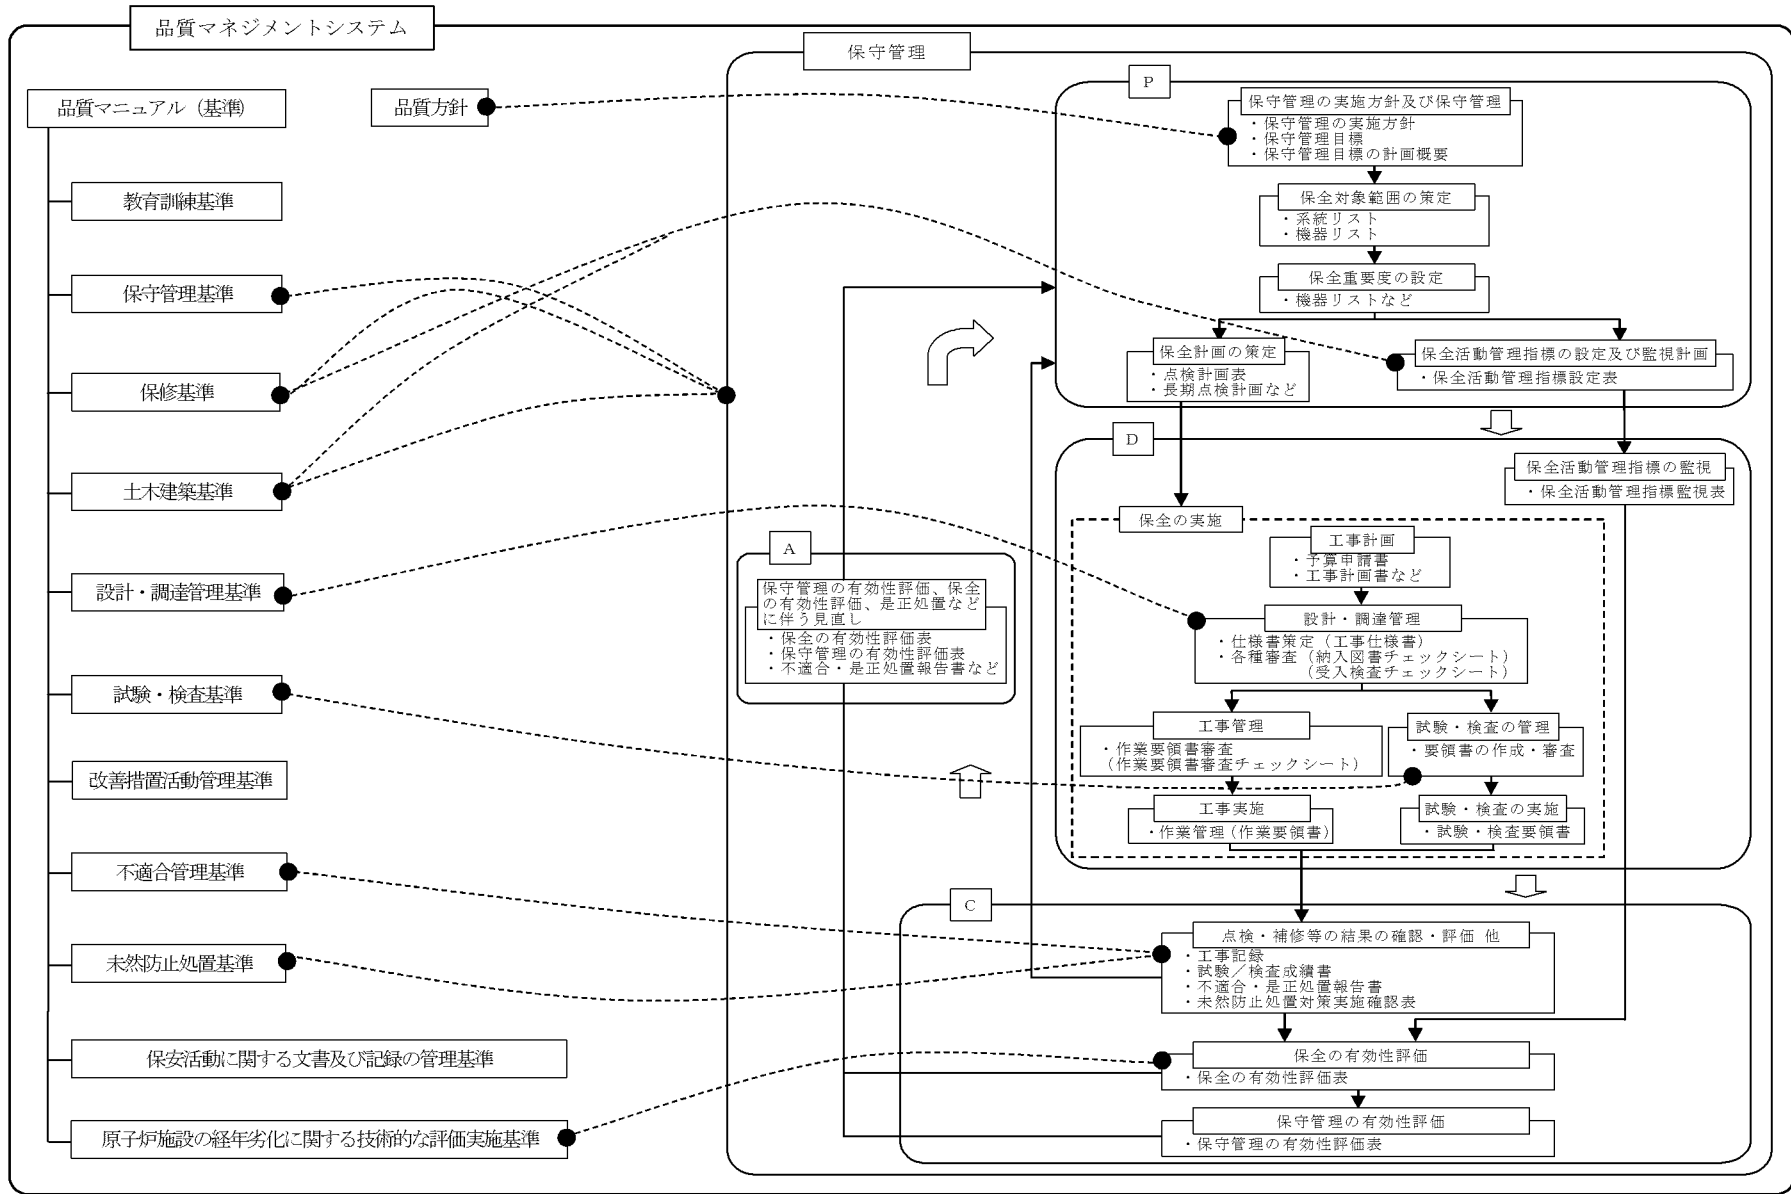 品質マネジメントシステム
品質マニュアル（基準）
品質方針
教育訓練基準
保守管理基準
保修基準
土木建築基準
設計・調達管理基準
試験・検査基準
改善措置活動管理基準
不適合管理基準
未然防止処置基準
保安活動に関する文書及び記録の管理基準
原子炉施設の経年劣化に関する技術的な評価実施基準
保守管理
P
保守管理の実施方針及び保守管理
・保守管理の実施方針
・保守管理目標
・保守管理目標の計画概要
保全対象範囲の策定
・系統リスト
・機器リスト
保全重要度の設定
・機器リストなど
保全計画の策定
・点検計画表
・長期点検計画など
保全活動管理指標の設定及び監視計画
・保全活動管理指標設定表
D
保全活動管理指標の監視
・保全活動管理指標監視表
保全の実施
工事計画
・予算申請書
・工事計画書など
設計・調達管理
・仕様書策定（工事仕様書）
・各種審査（納入図書チェックシート）
（受入検査チェックシート）
工事管理
・作業要領書審査
（作業要領書審査チェックシート）
試験・検査の管理
・要領書の作成・審査
工事実施
・作業管理（作業要領書）
試験・検査の実施
・試験・検査要領書
A
保守管理の有効性評価、保全
の有効性評価、是正処置など
に伴う見直し
・保全の有効性評価表
・保守管理の有効性評価表
・不適合・是正処置報告書など
C
点検・補修等の結果の確認・評価 他
・工事記録
・試験／検査成績書
・不適合・是正処置報告書
・未然防止処置対策実施確認表
保全の有効性評価
・保全の有効性評価表
保守管理の有効性評価
・保守管理の有効性評価表